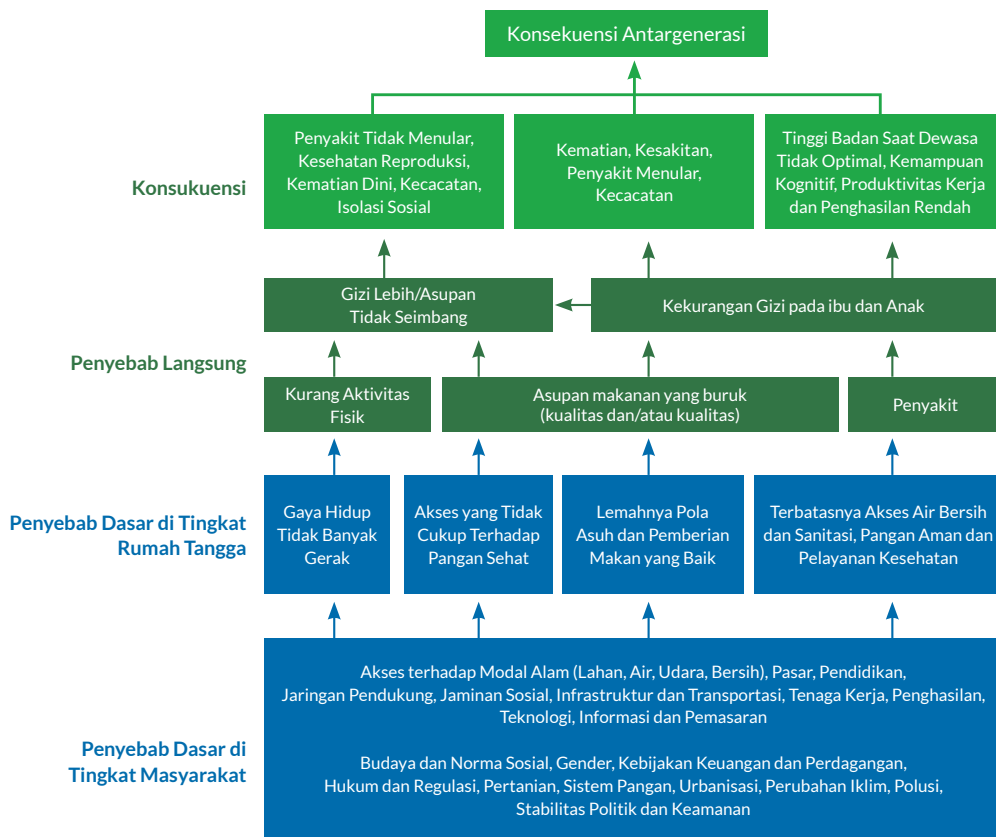 Konsekuensi Antargenerasi
Konsukuensi
Penyakit Tidak Menular,
Kesehatan Reproduksi,
Kematian Dini, Kecacatan,
Isolasi Sosial
Kematian, Kesakitan,
Penyakit Menular,
Kecacatan
Tinggi Badan Saat Dewasa
Tidak Optimal, Kemampuan
Kognitif, Produktivitas Kerja
dan Penghasilan Rendah
Gizi Lebih/Asupan
Tidak Seimbang
Kekurangan Gizi pada ibu dan Anak
Penyebab Langsung
Kurang Aktivitas
Fisik
Asupan makanan yang buruk
(kualitas dan/atau kualitas)
Penyakit
Penyebab Dasar di Tingkat
Rumah Tangga
Gaya Hidup
Tidak Banyak
Gerak
Akses yang Tidak
Cukup Terhadap
Pangan Sehat
Lemahnya Pola
Asuh dan Pemberian
Makan yang Baik
Terbatasnya Akses Air Bersih
dan Sanitasi, Pangan Aman dan
Pelayanan Kesehatan
Penyebab Dasar di
Tingkat Masyarakat
Akses terhadap Modal Alam (Lahan, Air, Udara, Bersih), Pasar, Pendidikan,
Jaringan Pendukung, Jaminan Sosial, Infrastruktur dan Transportasi, Tenaga Kerja, Penghasilan,
Teknologi, Informasi dan Pemasaran
Budaya dan Norma Sosial, Gender, Kebijakan Keuangan dan Perdagangan,
Hukum dan Regulasi, Pertanian, Sistem Pangan, Urbanisasi, Perubahan Iklim, Polusi,
Stabilitas Politik dan Keamanan